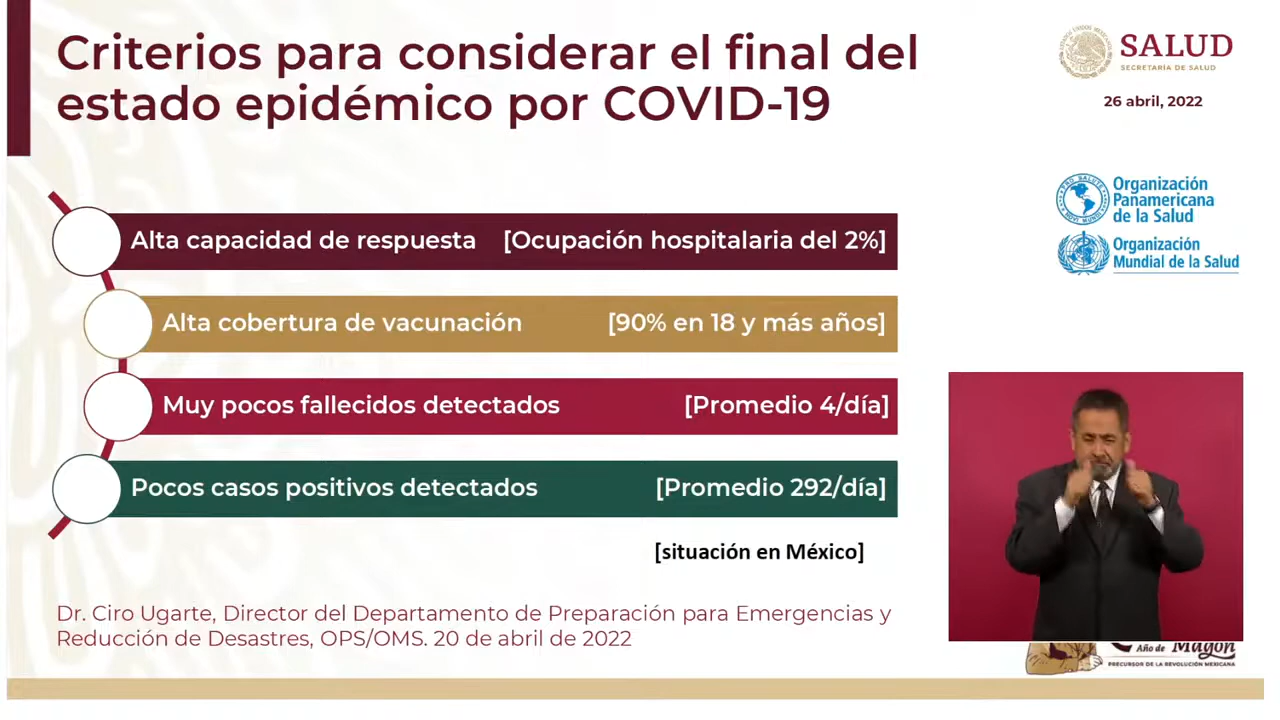 Criterios para considerar el final del
estado epidémico por COVID-19
SALUD
SECRETARÍA DE SALUD
26 abril, 2022
Organización
Panamericana
de la Salud
Organización
Mundial de la Salud
Alta capacidad de respuesta [Ocupación hospitalaria del 2%]
Alta cobertura de vacunación [90% en 18 y más años]
Muy pocos fallecidos detectados [Promedio 4/día]
Pocos casos positivos detectados [Promedio 292/día]
[situación en México]
Dr. Ciro Ugarte, Director del Departamento de Preparación para Emergencias y
Reducción de Desastres, OPS/OMS. 20 de abril de 2022
Año de Magón
PRECURSOR DE LA REVOLUCIÓN MEXICANA